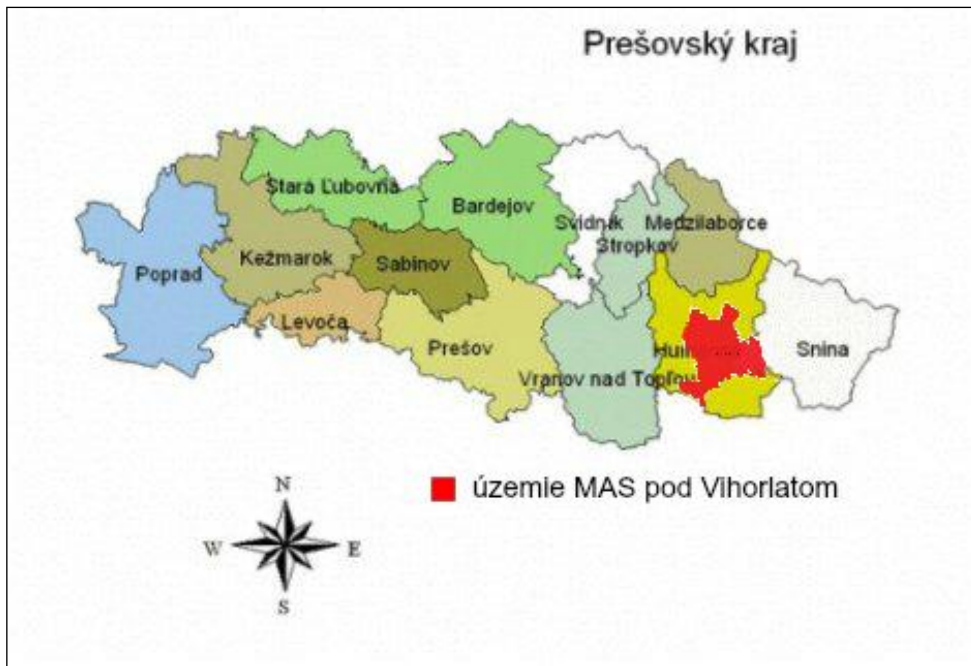 Prešovský kraj
Stará Ľubovňa
Bardejov
Svidník
Medzilaborce
Stropkov
Kežmarok
Sabinov
Poprad
Levoča
Prešov
Snina
Vranov nad Topľou
územie MAS pod Vihorlatom
N
W E
S